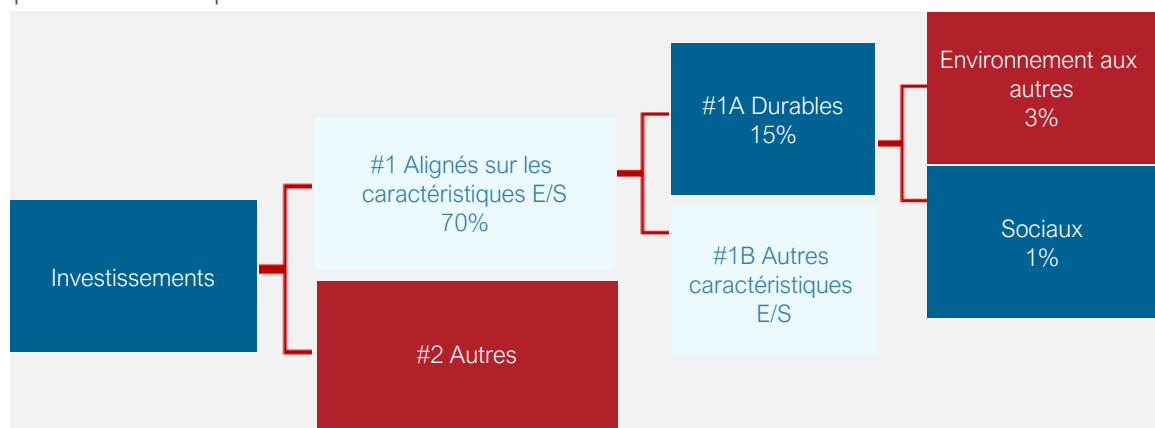 Investissements
#1 Alignés sur les
caractéristiques E/S
70%
#2 Autres
#1A Durables
15%
#1B Autres
caractéristiques
E/S
Environnement aux
autres
3%
Sociaux
1%